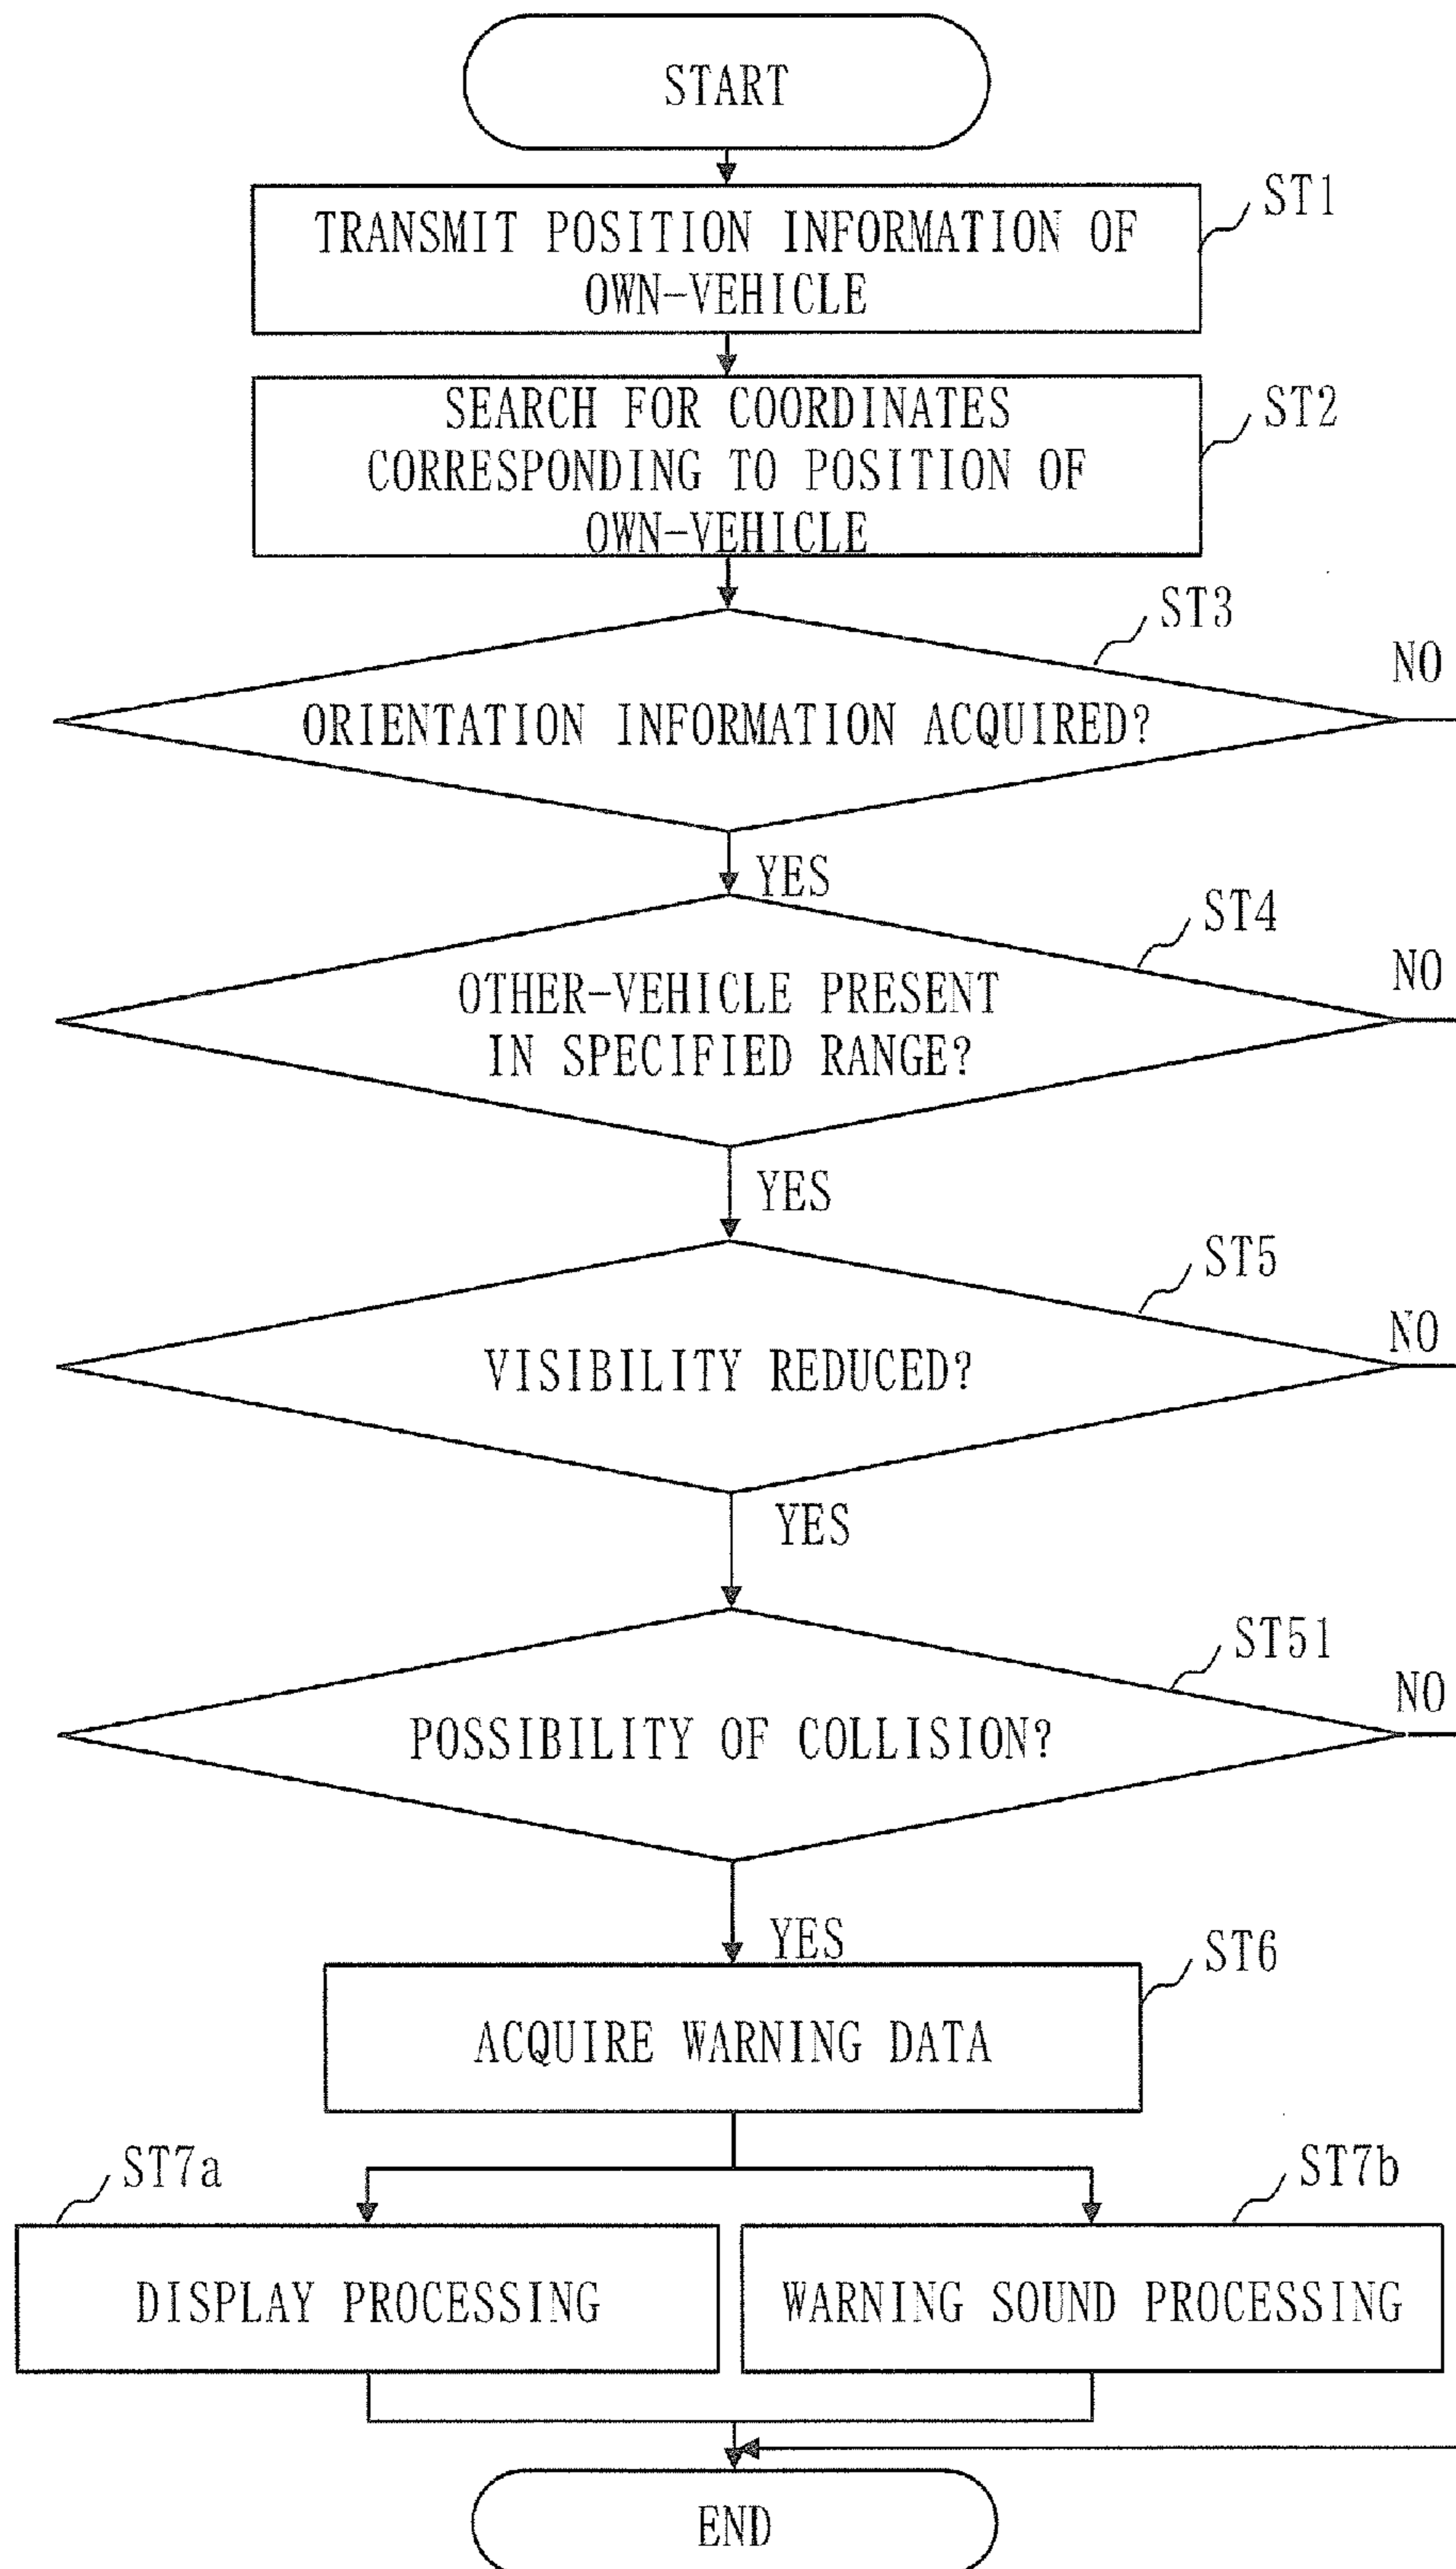 START
ST1
TRANSMIT POSITION INFORMATION OF
OWN-VEHICLE
ST2
SEARCH FOR COORDINATES
CORRESPONDING TO POSITION OF
OWN-VEHICLE
ST3
NO
ORIENTATION INFORMATION ACQUIRED?
YES
ST4
NO
OTHER-VEHICLE PRESENT
IN SPECIFIED RANGE?
YES
ST5
NO
VISIBILITY REDUCED?
YES
ST51
NO
POSSIBILITY OF COLLISION?
YES
ST6
ACQUIRE WARNING DATA
ST7a
ST7b
DISPLAY PROCESSING
WARNING SOUND PROCESSING
END